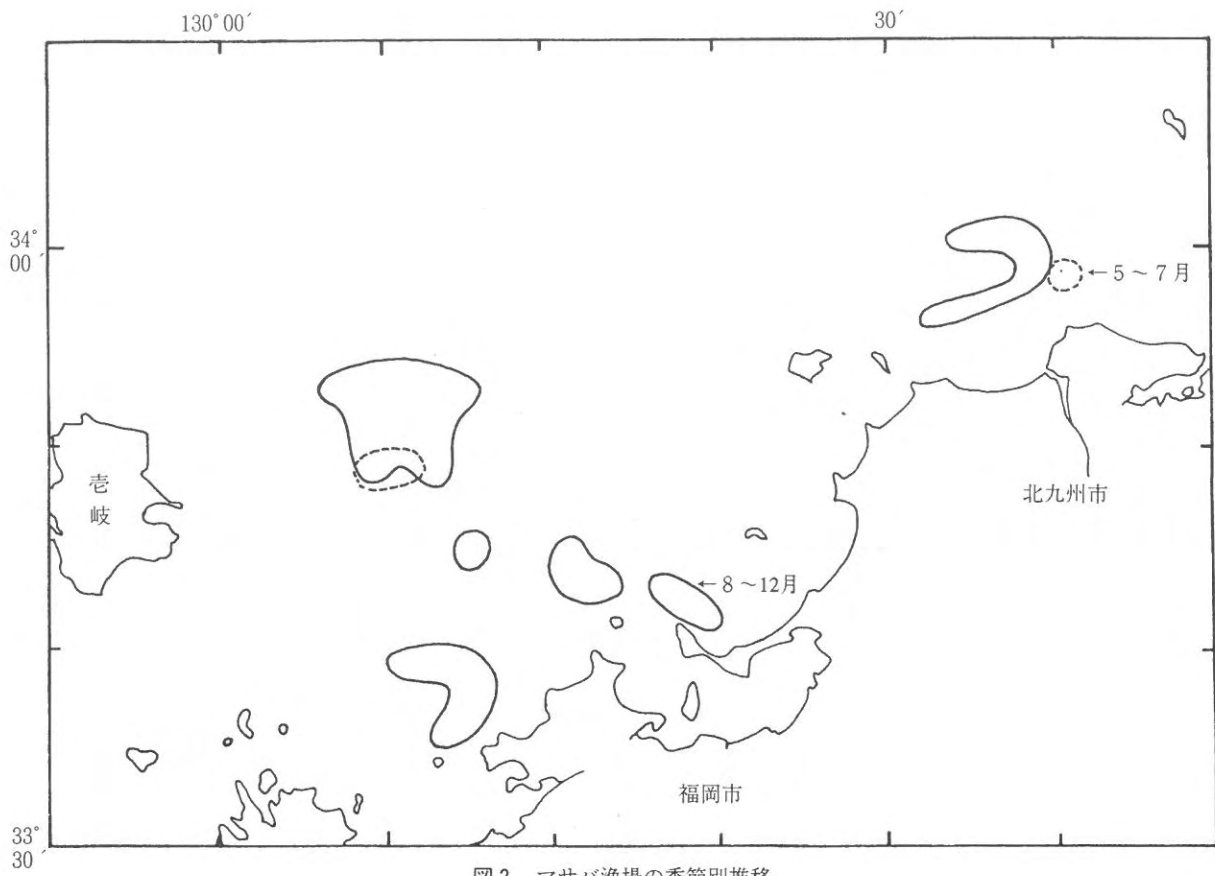 130°00′
30′
34°
00′
←5～7月
壱
岐
北九州市
←8～12月
福岡市
33°
30′
図2 マサバ漁場の季節別推移